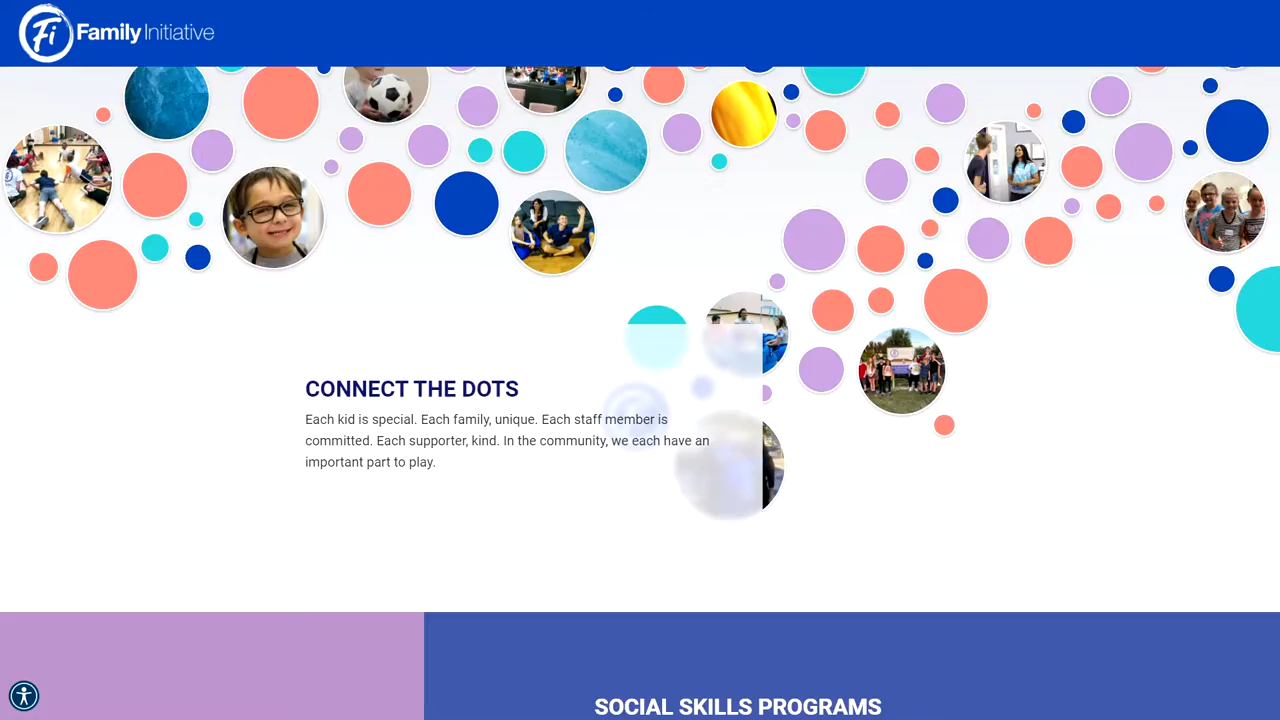 Fi Family Initiative
CONNECT THE DOTS
Each kid is special. Each family, unique. Each staff member is
committed. Each supporter, kind. In the community, we each have an
important part to play.
SOCIAL SKILLS PROGRAMS